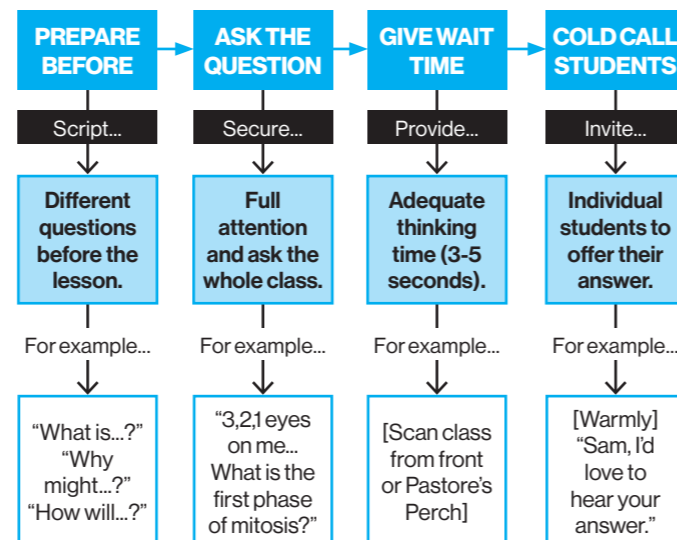 PREPARE
BEFORE
ASK THE
QUESTION
GIVE WAIT
TIME
COLD CALL
STUDENTS
Script...
Secure...
Provide...
Invite...
Different
questions
before the
lesson.
Full
attention
and ask the
whole class.
Adequate
thinking
time (3-5
seconds).
Individual
students to
offer their
answer.
For example...
For example...
For example...
For example...
“What is...?”
“Why
might...?”
“How will...?”
“3,2,1 eyes
on me...
What is the
first phase
of mitosis?”
[Scan class
from front
or Pastore’s
Perch]
[Warmly]
“Sam, I’d
love to
hear your
answer.”